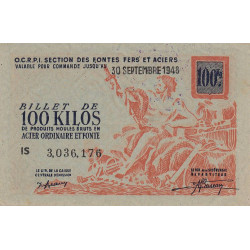 O.C.R.P.I. SECTION DES FONTES FERS ET ACIERS
VALABLE POUR COMMANDE JUSQU'AU
30 SEPTEMBRE 1948
100K
BILLET DE
100 KILOS
DE PRODUITS MOULÉS BRUTS EN
ACIER ORDINAIRE ET FONTE
IS 3,036,176